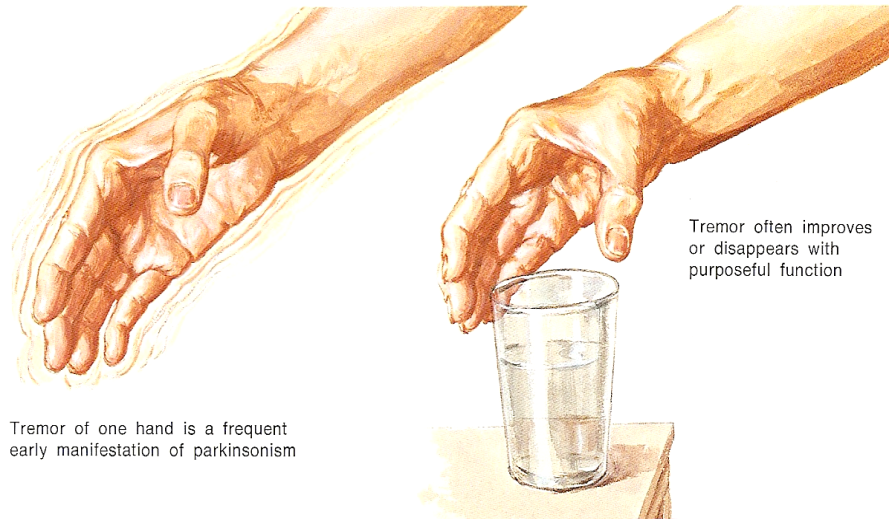 Tremor of one hand is a frequent
early manifestation of parkinsonism
Tremor often improves
or disappears with
purposeful function